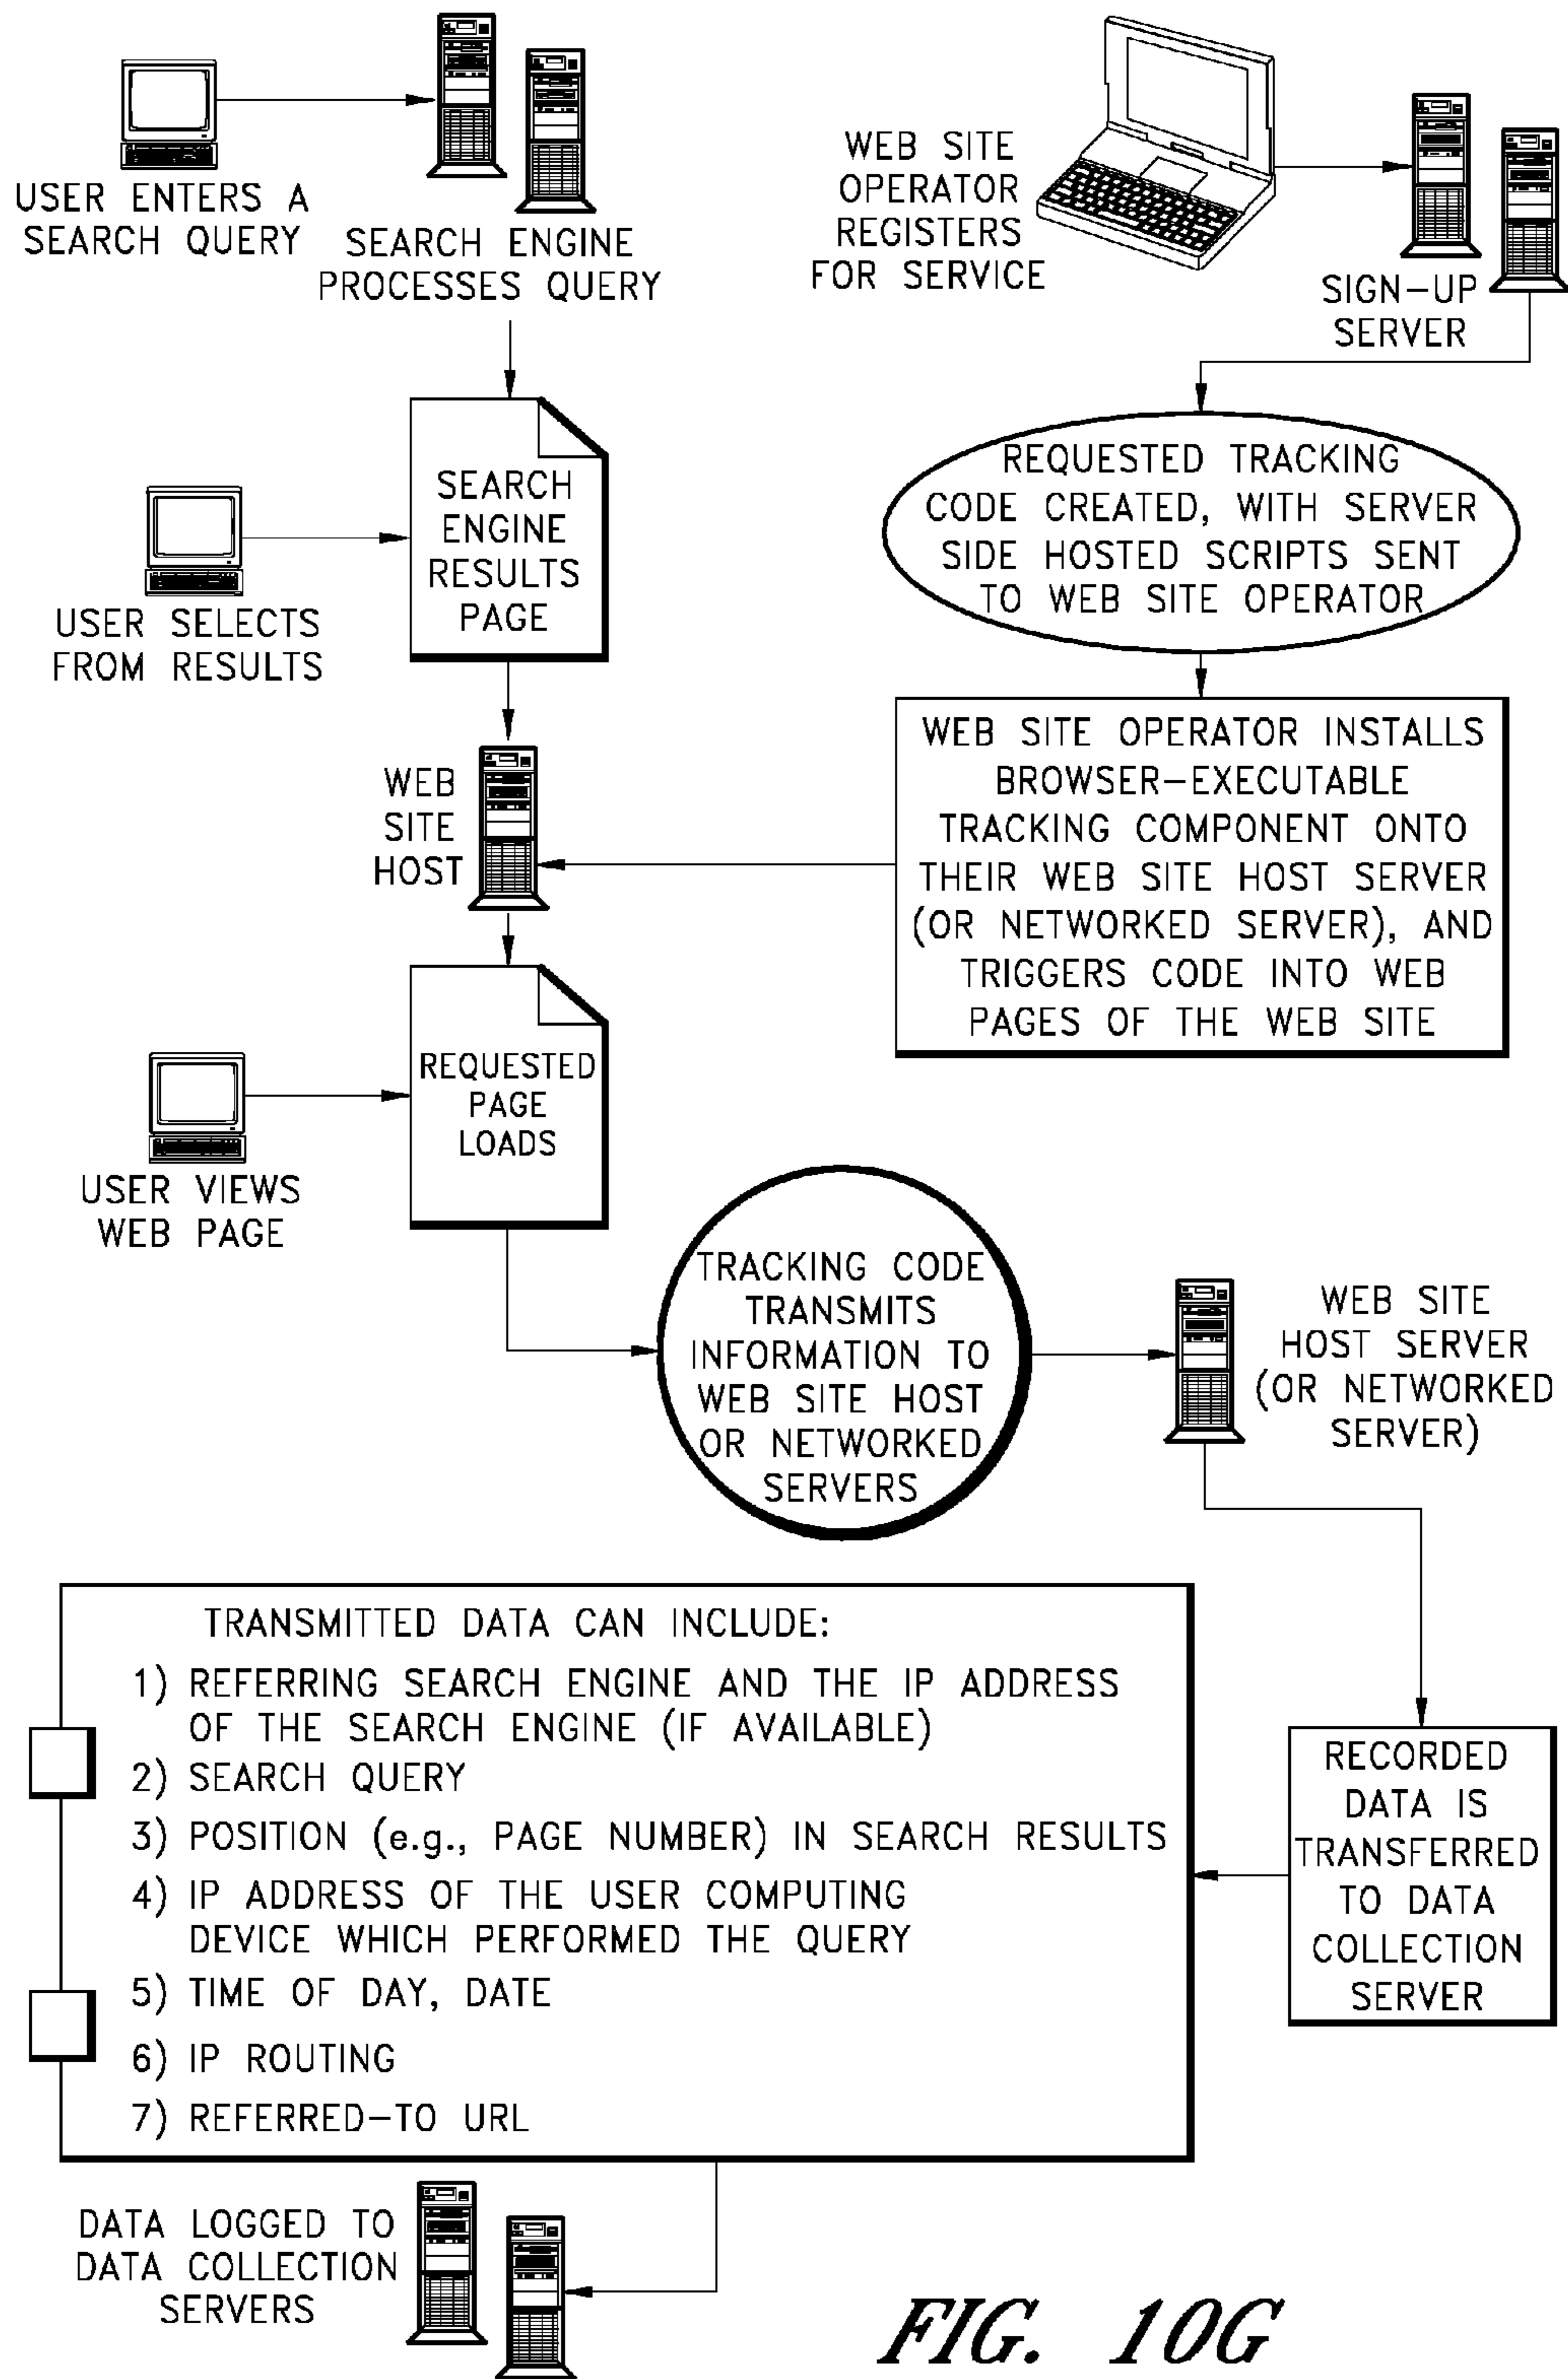 USER ENTERS A
SEARCH QUERY
SEARCH ENGINE
PROCESSES QUERY
WEB SITE
OPERATOR
REGISTERS
FOR SERVICE
SIGN-UP
SERVER
REQUESTED TRACKING
CODE CREATED, WITH SERVER
SIDE HOSTED SCRIPTS SENT
TO WEB SITE OPERATOR
SEARCH
ENGINE
RESULTS
PAGE
USER SELECTS
FROM RESULTS
WEB SITE OPERATOR INSTALLS
BROWSER-EXECUTABLE
TRACKING COMPONENT ONTO
THEIR WEB SITE HOST SERVER
(OR NETWORKED SERVER), AND
TRIGGERS CODE INTO WEB
PAGES OF THE WEB SITE
WEB
SITE
HOST
REQUESTED
PAGE
LOADS
USER VIEWS
WEB PAGE
TRACKING CODE
TRANSMITS
INFORMATION TO
WEB SITE HOST
OR NETWORKED
SERVERS
WEB SITE
HOST SERVER
(OR NETWORKED
SERVER)
TRANSMITTED DATA CAN INCLUDE:
1) REFERRING SEARCH ENGINE AND THE IP ADDRESS
OF THE SEARCH ENGINE (IF AVAILABLE)
2) SEARCH QUERY
3) POSITION (e.g., PAGE NUMBER) IN SEARCH RESULTS
4) IP ADDRESS OF THE USER COMPUTING
DEVICE WHICH PERFORMED THE QUERY
5) TIME OF DAY, DATE
6) IP ROUTING
7) REFERRED-TO URL
RECORDED
DATA IS
TRANSFERRED
TO DATA
COLLECTION
SERVER
DATA LOGGED TO
DATA COLLECTION
SERVERS
FIG. 10G